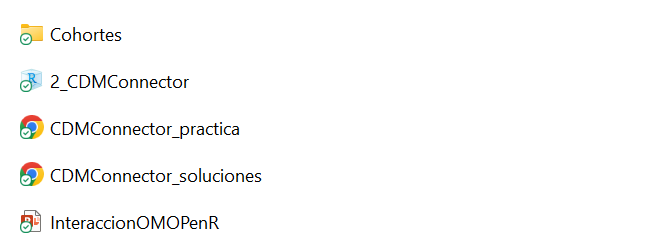 Cohortes
2_CDMConnector
CDMConnector_practica
CDMConnector_soluciones
InteraccionOMOPenR